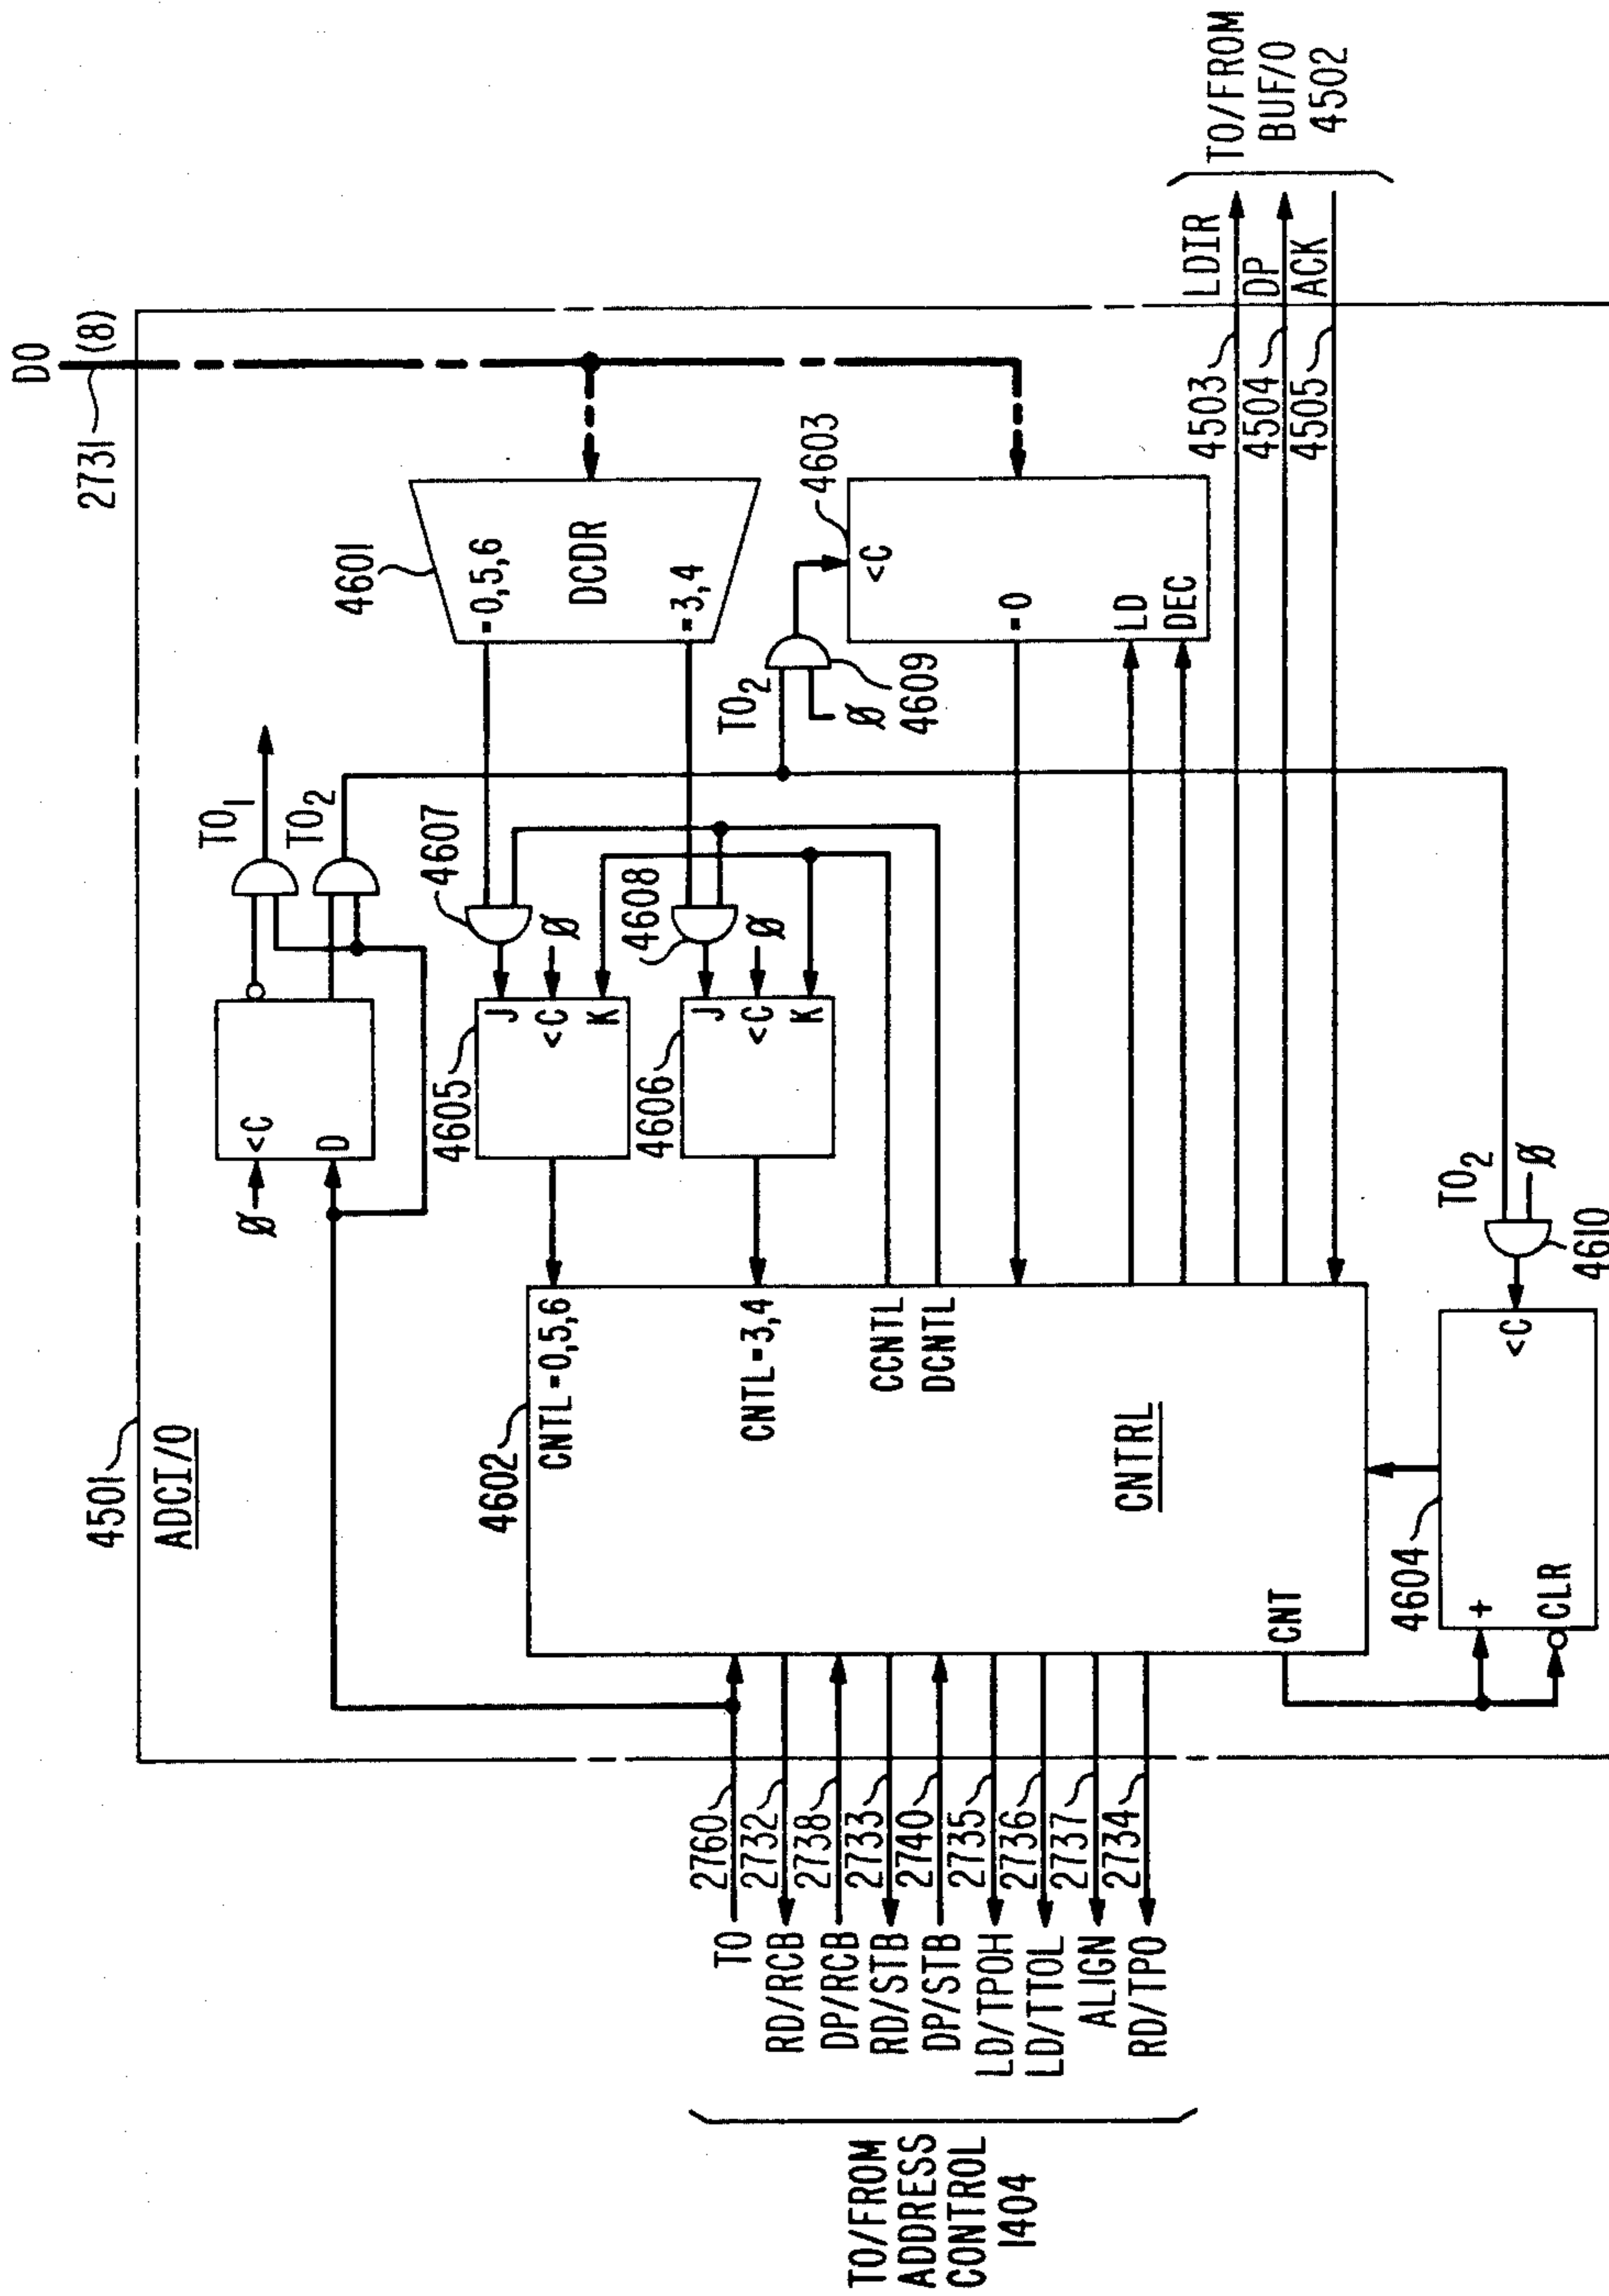 DO
2731
(8)
4501
ADCI/O
TO1
TO2
Ø
<C
D
4601
=0,5,6
DCDR
=3,4
4607
4608
Ø
Ø
4605
J
<C
K
4606
J
<C
K
TO2
Ø
4609
4603
<C
=0
LD
DEC
4602
CNTL=0,5,6
CNTL=3,4
CCNTL
DCNTL
CNTRL
CNT
4503
LDIR
4504
DP
4505
ACK
TO/FROM
BUF/O
4502
TO
2760
RD/RCB
2732
DP/RCB
2738
RD/STB
2733
DP/STB
2740
LD/TPOH
2735
LD/TTOL
2736
ALIGN
2737
RD/TPO
2734
TO/FROM
ADDRESS
CONTROL
1404
4604
+
CLR
<C
TO2
Ø
4610